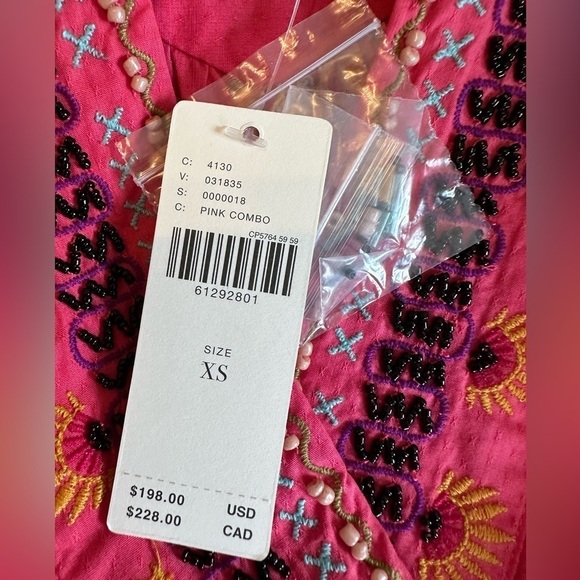 C: 4130
V: 031835
S: 0000018
C: PINK COMBO
CP5764 59 59
61292801
SIZE
XS
$198.00 USD
$228.00 CAD